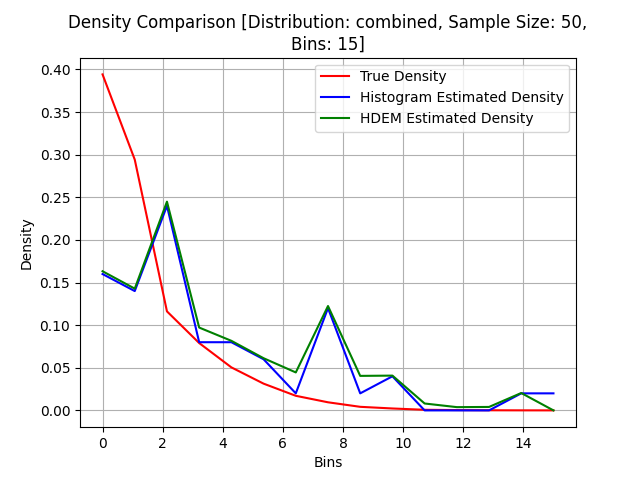 Density Comparison [Distribution: combined, Sample Size: 50,
Bins: 15]
True Density
Histogram Estimated Density
HDEM Estimated Density
Density
0.40
0.35
0.30
0.25
0.20
0.15
0.10
0.05
0.00
0 2 4 6 8 10 12 14
Bins